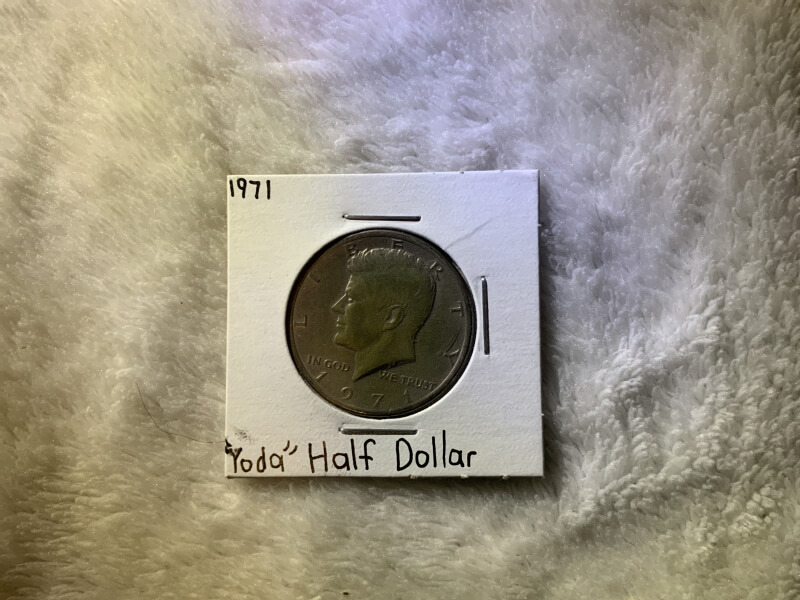 1971
LIBERTY
IN GOD WE TRUST
1971
"Yoda" Half Dollar